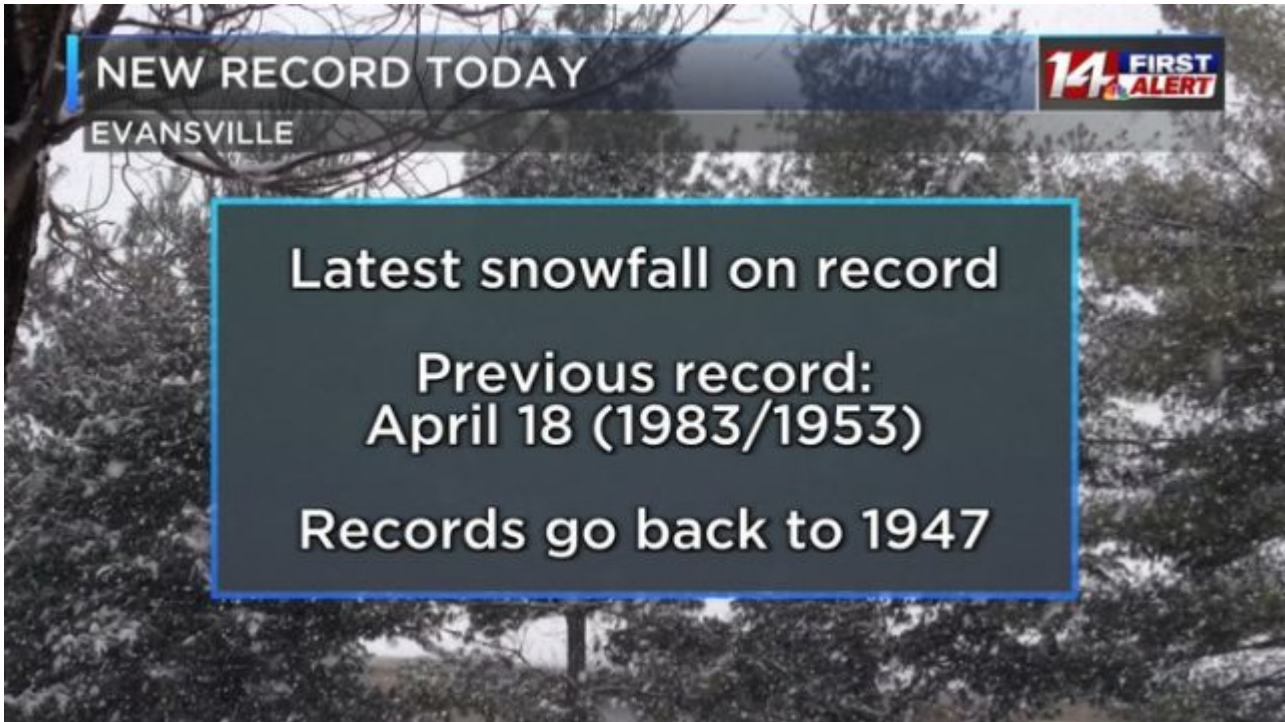 NEW RECORD TODAY
14 FIRST
ALERT
EVANSVILLE
Latest snowfall on record
Previous record:
April 18 (1983/1953)
Records go back to 1947